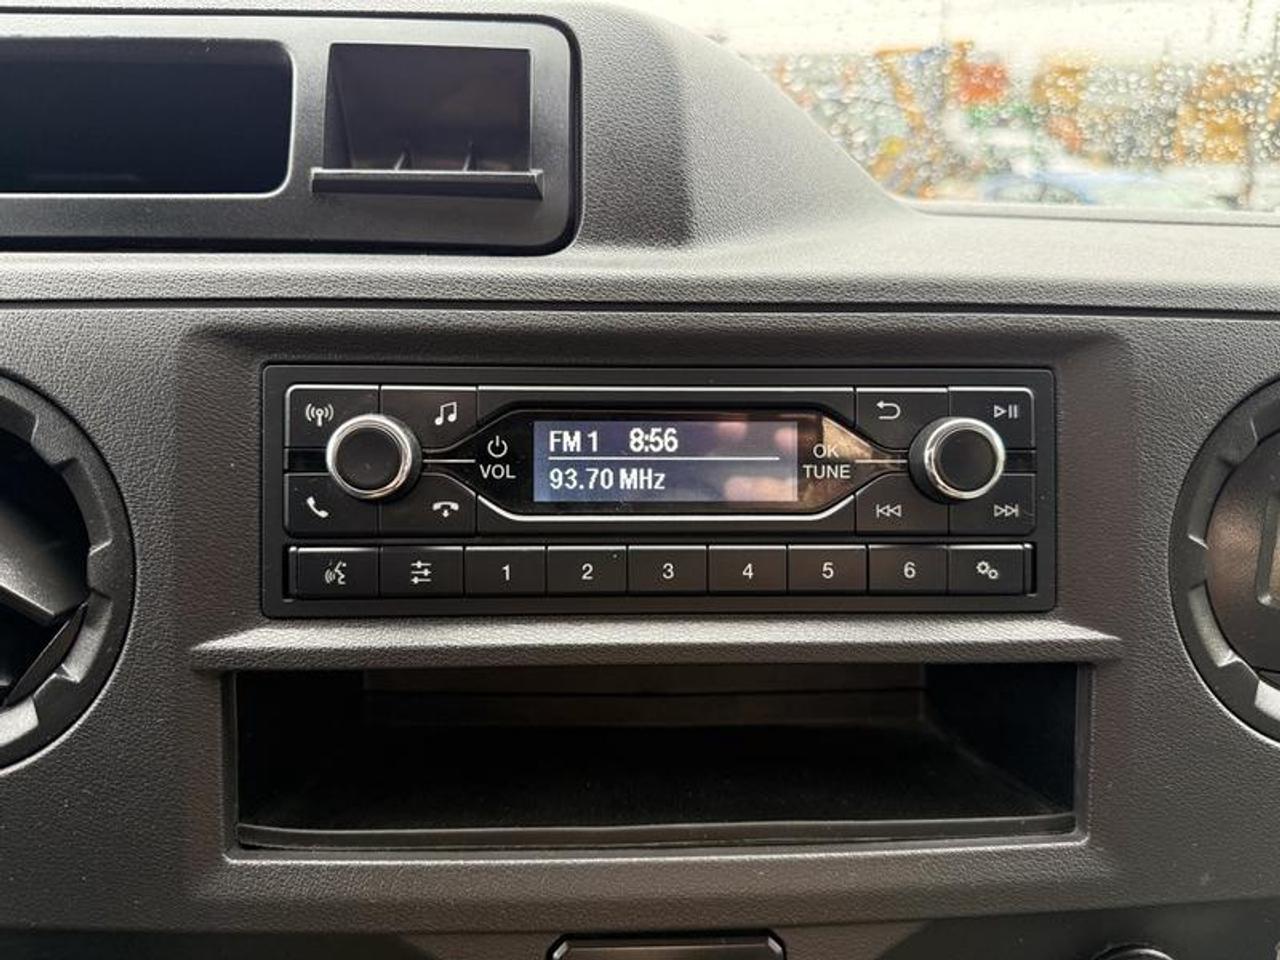 FM 1 8:56
93.70 MHz
VOL
OK
TUNE
1 2 3 4 5 6